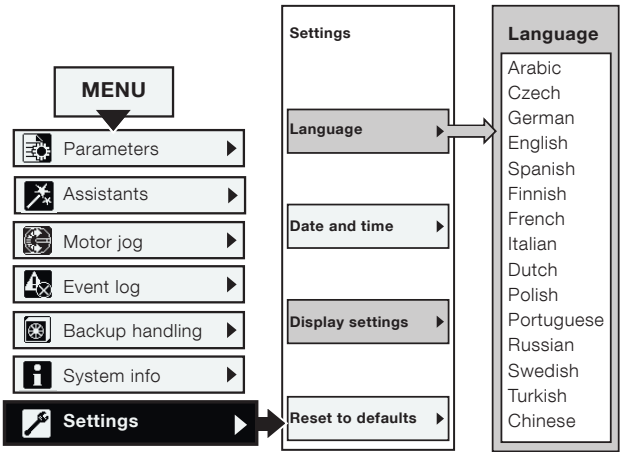 MENU
Parameters
Assistants
Motor jog
Event log
Backup handling
System info
Settings
Settings
Language
Date and time
Display settings
Reset to defaults
Language
Arabic
Czech
German
English
Spanish
Finnish
French
Italian
Dutch
Polish
Portuguese
Russian
Swedish
Turkish
Chinese